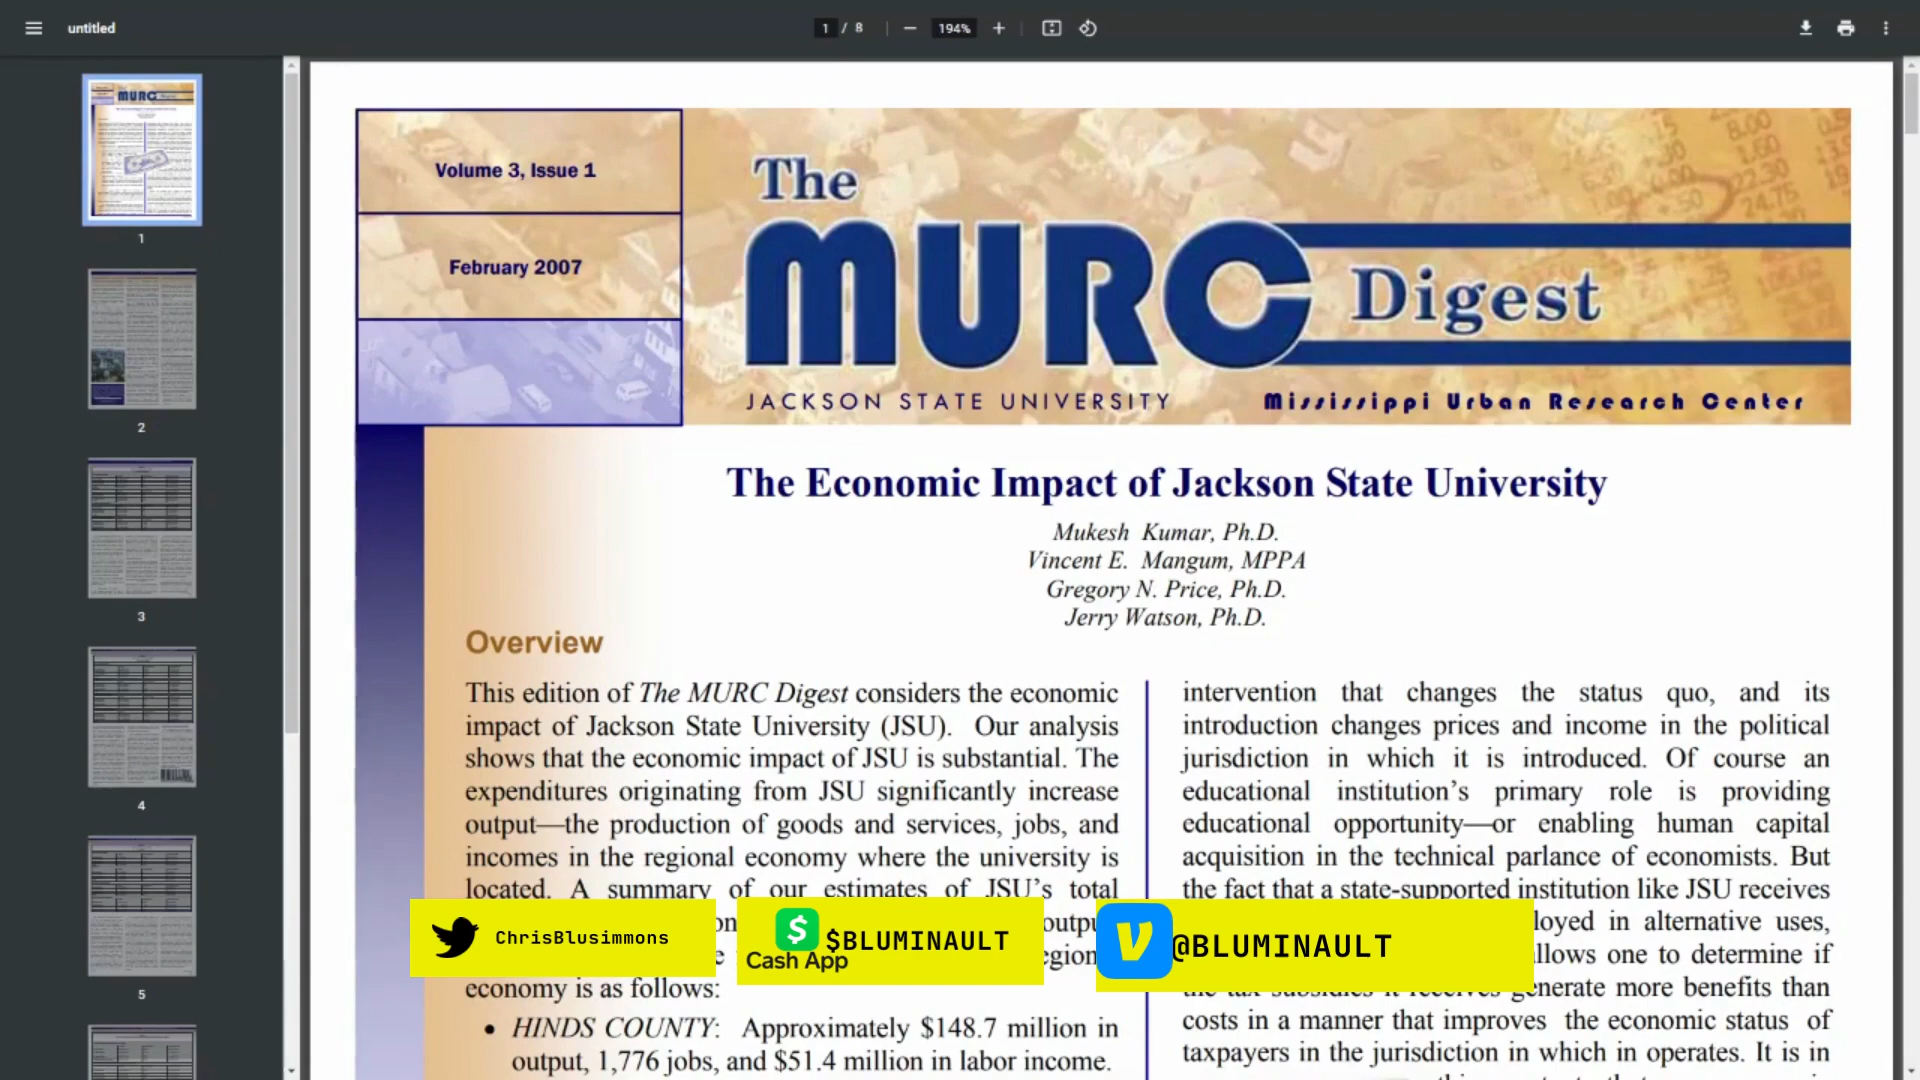 untitled
1 / 8
194%
Volume 3, Issue 1
February 2007
The
MURC
Digest
JACKSON STATE UNIVERSITY
Mississippi Urban Research Center
The Economic Impact of Jackson State University
Mukesh Kumar, Ph.D.
Vincent E. Mangum, MPPA
Gregory N. Price, Ph.D.
Jerry Watson, Ph.D.
Overview
This edition of The MURC Digest considers the economic
impact of Jackson State University (JSU). Our analysis
shows that the economic impact of JSU is substantial. The
expenditures originating from JSU significantly increase
output—the production of goods and services, jobs, and
incomes in the regional economy where the university is
located. A summary of our estimates of JSU's total
economy is as follows:
• HINDS COUNTY: Approximately $148.7 million in
output, 1,776 jobs, and $51.4 million in labor income.
intervention that changes the status quo, and its
introduction changes prices and income in the political
jurisdiction in which it is introduced. Of course an
educational institution's primary role is providing
educational opportunity—or enabling human capital
acquisition in the technical parlance of economists. But
the fact that a state-supported institution like JSU receives
in alternative uses,
one to determine if
the tax subsidies it receives generate more benefits than
costs in a manner that improves the economic status of
taxpayers in the jurisdiction in which in operates. It is in
ChrisBlusimmons
$BLUMINAULT
Cash App
@BLUMINAULT
1
2
3
4
5